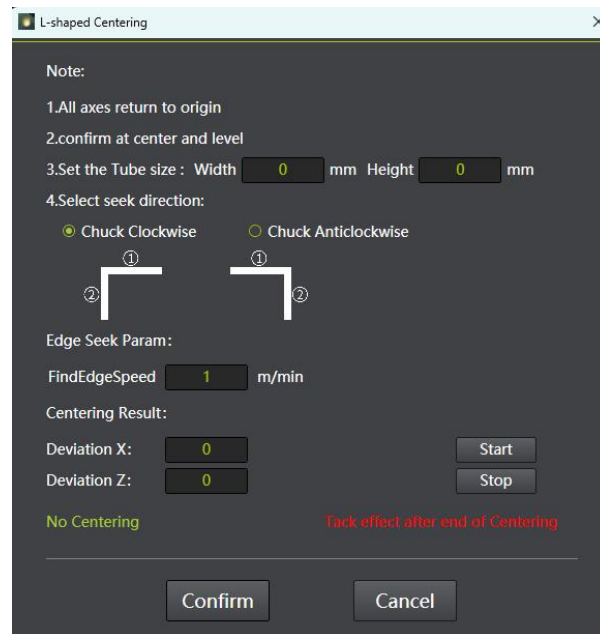 L-shaped Centering
Note:
1.All axes return to origin
2.confirm at center and level
3.Set the Tube size : Width 0 mm Height 0 mm
4.Select seek direction:
Chuck Clockwise Chuck Anticlockwise
① ①
② ②
Edge Seek Param:
FindEdgeSpeed 1 m/min
Centering Result:
Deviation X: 0 Start
Deviation Z: 0 Stop
No Centering Tack effect after end of Centering
Confirm Cancel